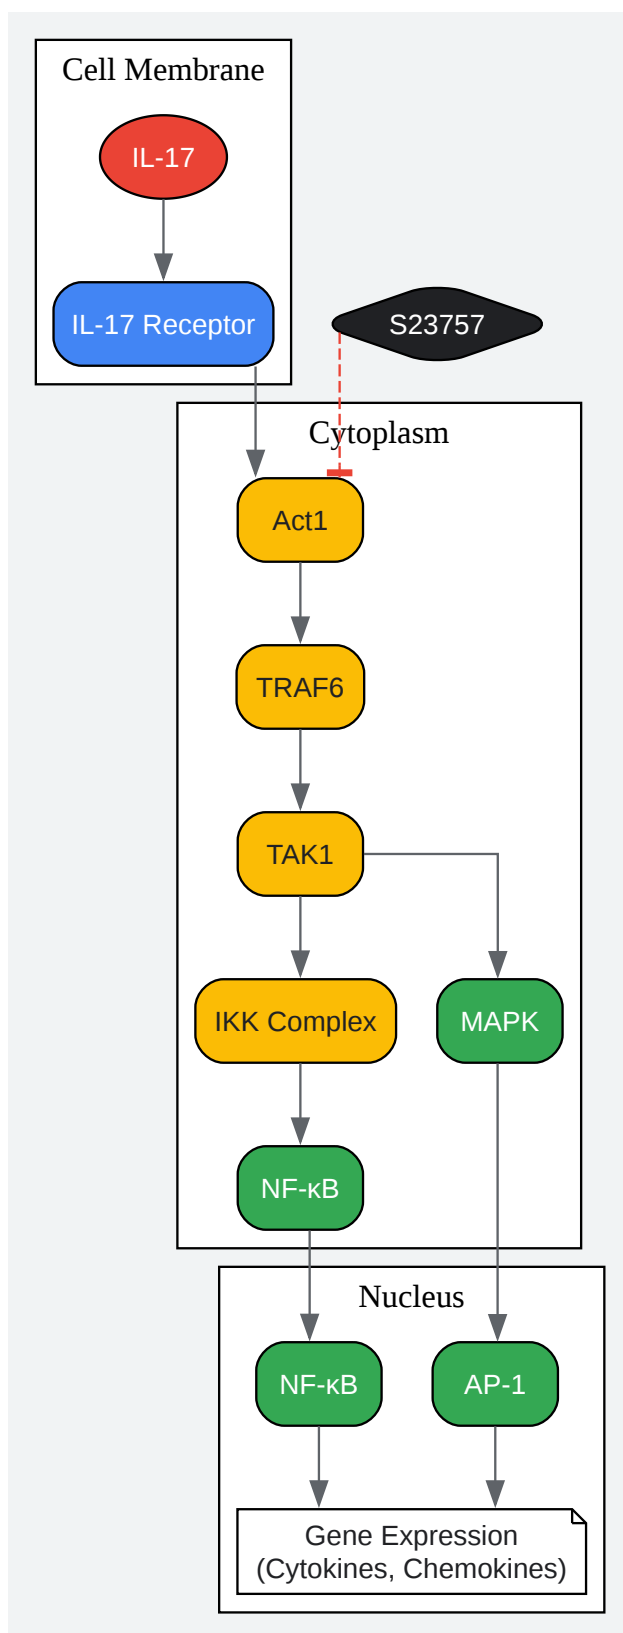 Cell Membrane
IL-17
IL-17 Receptor
S23757
Cytoplasm
Act1
TRAF6
TAK1
IKK Complex
MAPK
NF-κB
Nucleus
NF-κB
AP-1
Gene Expression
(Cytokines, Chemokines)